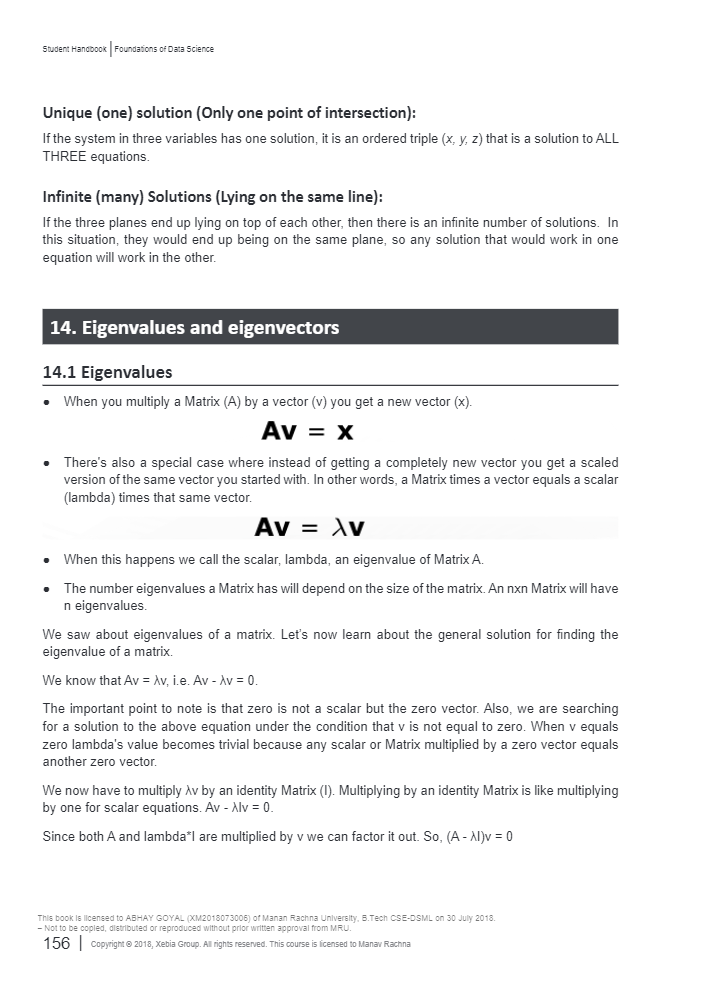 Student Handbook | Foundations of Data Science
Unique (one) solution (Only one point of intersection):
If the system in three variables has one solution, it is an ordered triple (x, y, z) that is a solution to ALL
THREE equations.
Infinite (many) Solutions (Lying on the same line):
If the three planes end up lying on top of each other, then there is an infinite number of solutions. In
this situation, they would end up being on the same plane, so any solution that would work in one
equation will work in the other.
14. Eigenvalues and eigenvectors
14.1 Eigenvalues
• When you multiply a Matrix (A) by a vector (v) you get a new vector (x).
Av = x
• There's also a special case where instead of getting a completely new vector you get a scaled
version of the same vector you started with. In other words, a Matrix times a vector equals a scalar
(lambda) times that same vector.
Av = λv
• When this happens we call the scalar, lambda, an eigenvalue of Matrix A.
• The number eigenvalues a Matrix has will depend on the size of the matrix. An nxn Matrix will have
n eigenvalues.
We saw about eigenvalues of a matrix. Let's now learn about the general solution for finding the
eigenvalue of a matrix.
We know that Av = λv, i.e. Av - λv = 0.
The important point to note is that zero is not a scalar but the zero vector. Also, we are searching
for a solution to the above equation under the condition that v is not equal to zero. When v equals
zero lambda's value becomes trivial because any scalar or Matrix multiplied by a zero vector equals
another zero vector.
We now have to multiply λv by an identity Matrix (I). Multiplying by an identity Matrix is like multiplying
by one for scalar equations. Av - λIv = 0.
Since both A and lambda*I are multiplied by v we can factor it out. So, (A - λI)v = 0
This book is licensed to ABHAY GOYAL (XM2018073006) of Manan Rachna University, B.Tech CSE-DSML on 30 July 2018.
– Not to be copied, distributed or reproduced without prior written approval from MRU.
156 | Copyright © 2018, Xebia Group. All rights reserved. This course is licensed to Manav Rachna